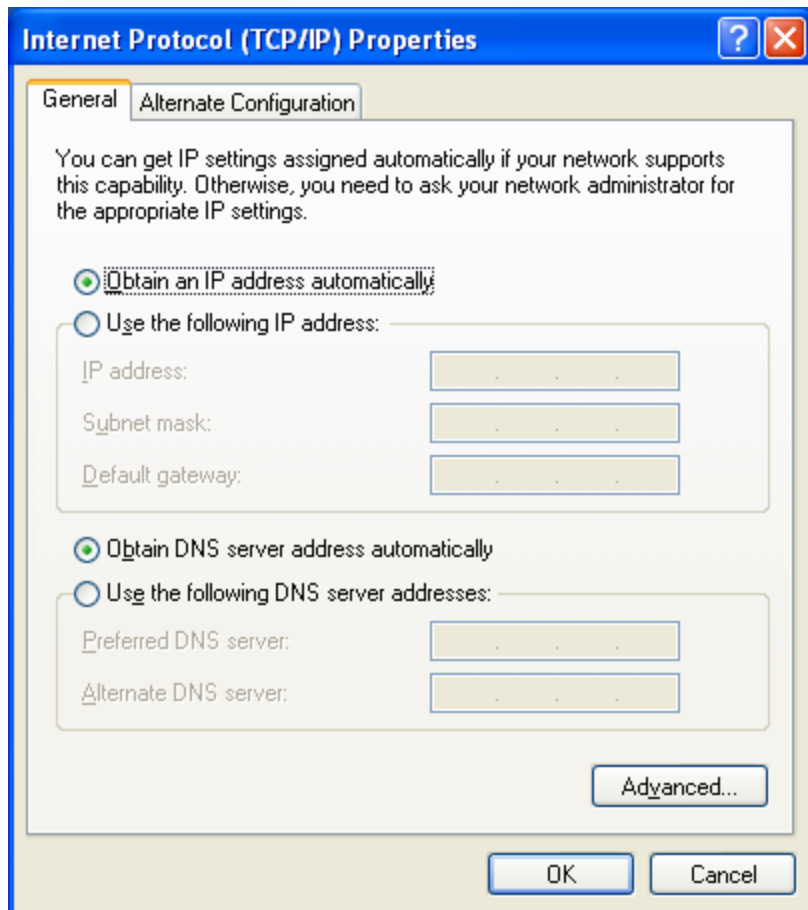 Internet Protocol (TCP/IP) Properties
General
Alternate Configuration
You can get IP settings assigned automatically if your network supports
this capability. Otherwise, you need to ask your network administrator for
the appropriate IP settings.
Obtain an IP address automatically
Use the following IP address:
IP address:
Subnet mask:
Default gateway:
Obtain DNS server address automatically
Use the following DNS server addresses:
Preferred DNS server:
Alternate DNS server:
Advanced...
OK
Cancel